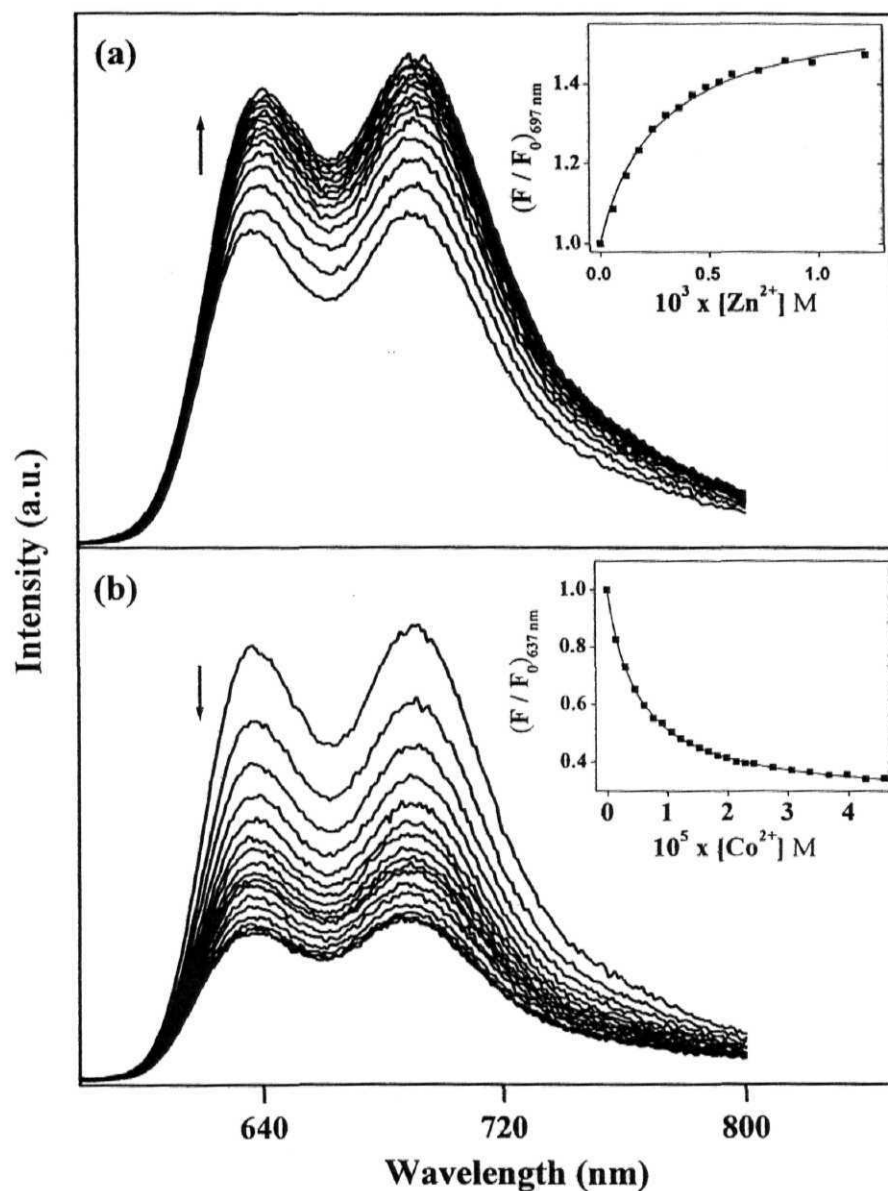 (a)
(F / F₀)697 nm
1.4
1.2
1.0
0.0 0.5 1.0
10³ x [Zn²⁺] M
Intensity (a.u.)
(b)
(F / F₀)637 nm
1.0
0.8
0.6
0.4
0 1 2 3 4
10⁵ x [Co²⁺] M
640 720 800
Wavelength (nm)